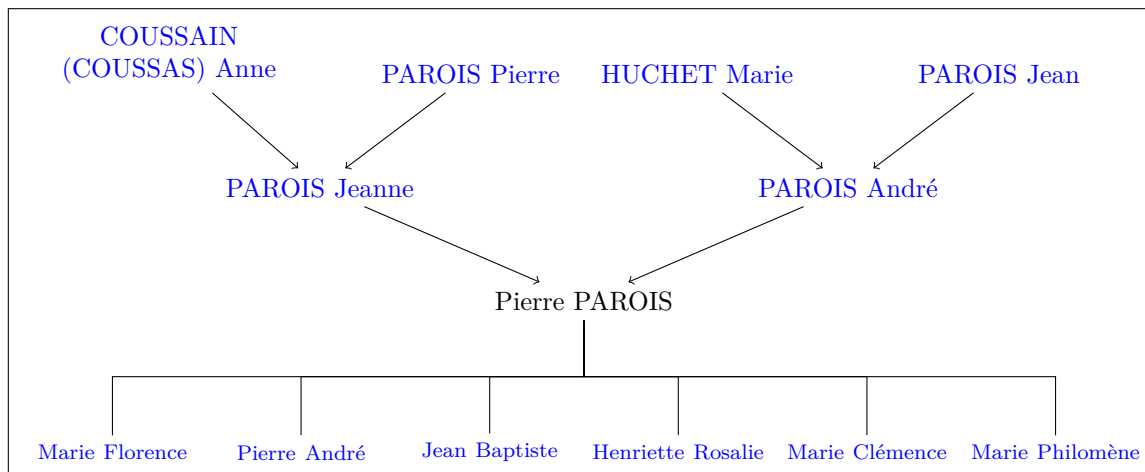 COUSSAIN
(COUSSAS) Anne
PAROIS Pierre
HUCHET Marie
PAROIS Jean
PAROIS Jeanne
PAROIS André
Pierre PAROIS
Marie Florence
Pierre André
Jean Baptiste
Henriette Rosalie
Marie Clémence
Marie Philomène